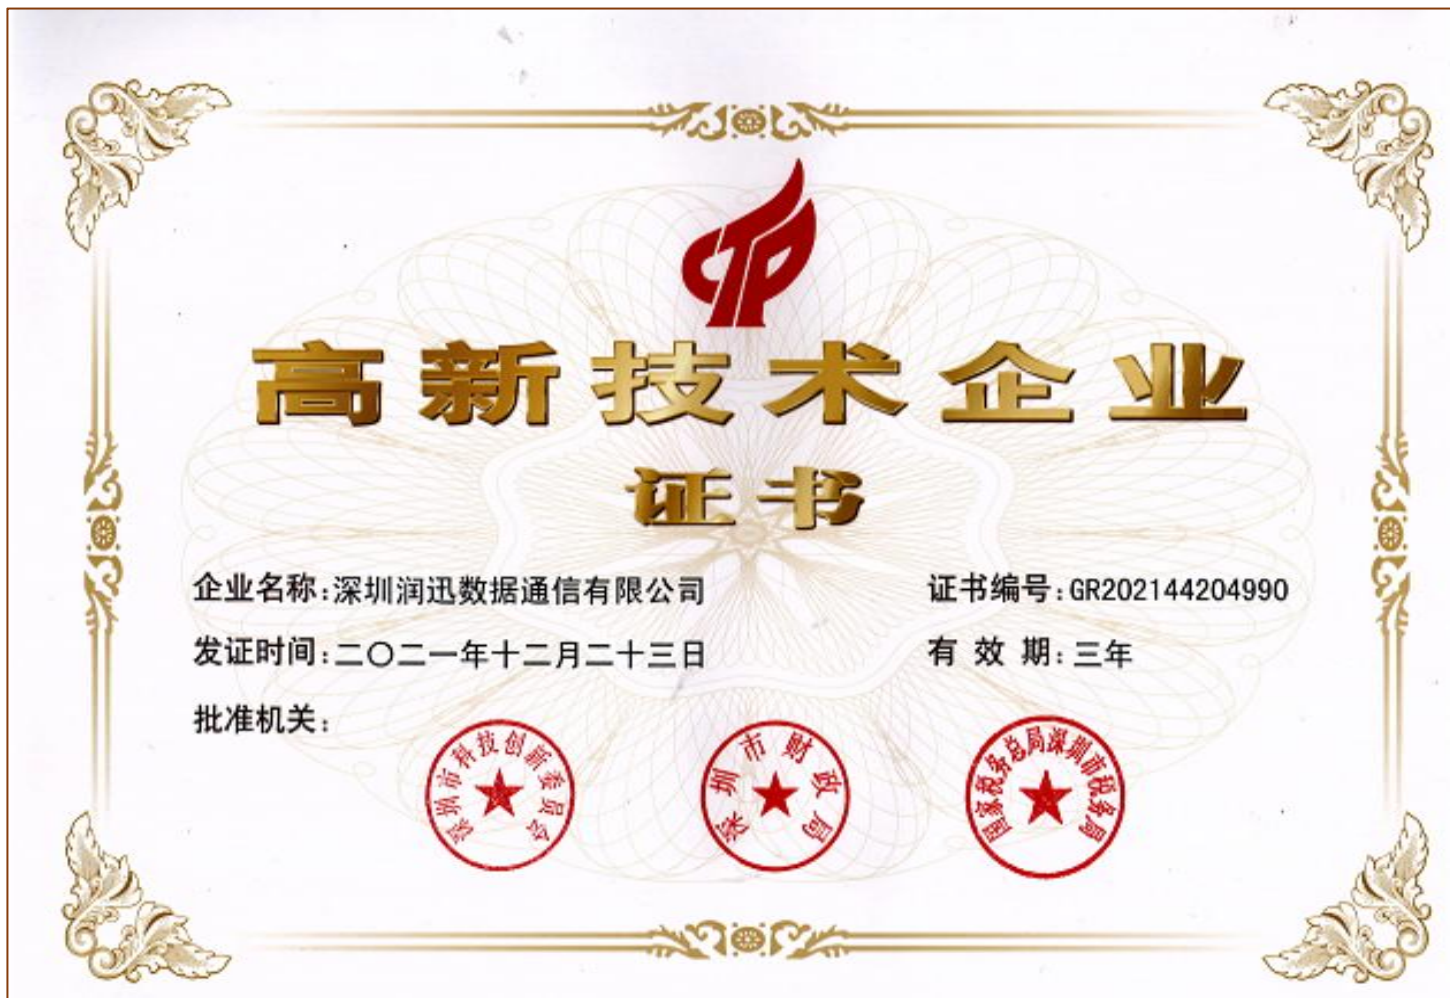 高新技术企业
证书
企业名称:深圳润迅数据通信有限公司
证书编号:GR202144204990
发证时间:二〇二一年十二月二十三日
有效期:三年
批准机关:
深圳市科技创新委员会
深圳市财政局
国家税务总局深圳市税务局